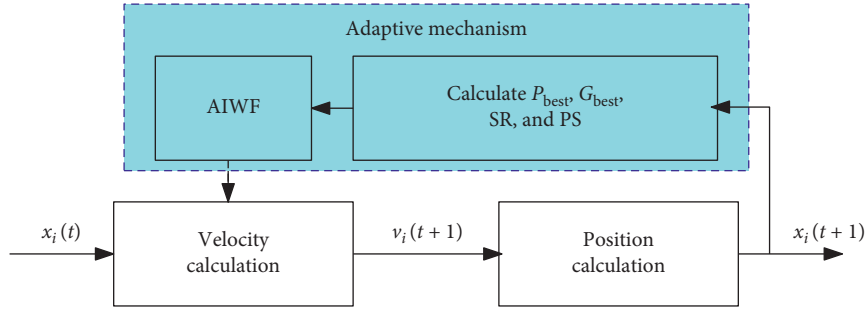 Adaptive mechanism
AIWF
Calculate P_best, G_best,
SR, and PS
x_i(t)
Velocity
calculation
v_i(t + 1)
Position
calculation
x_i(t + 1)